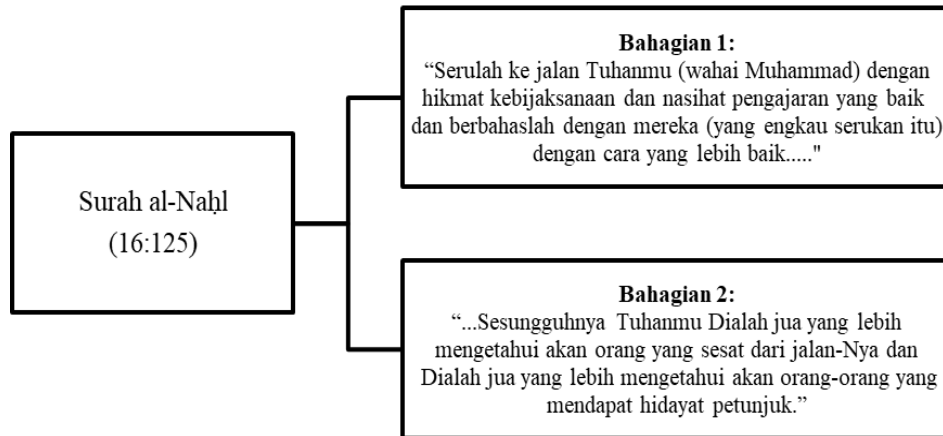 Surah al-Naḥl
(16:125)
Bahagian 1:
“Serulah ke jalan Tuhanmu (wahai Muhammad) dengan
hikmat kebijaksanaan dan nasihat pengajaran yang baik
dan berbahaslah dengan mereka (yang engkau serukan itu)
dengan cara yang lebih baik....."
Bahagian 2:
“...Sesungguhnya Tuhanmu Dialah jua yang lebih
mengetahui akan orang yang sesat dari jalan-Nya dan
Dialah jua yang lebih mengetahui akan orang-orang yang
mendapat hidayat petunjuk.”